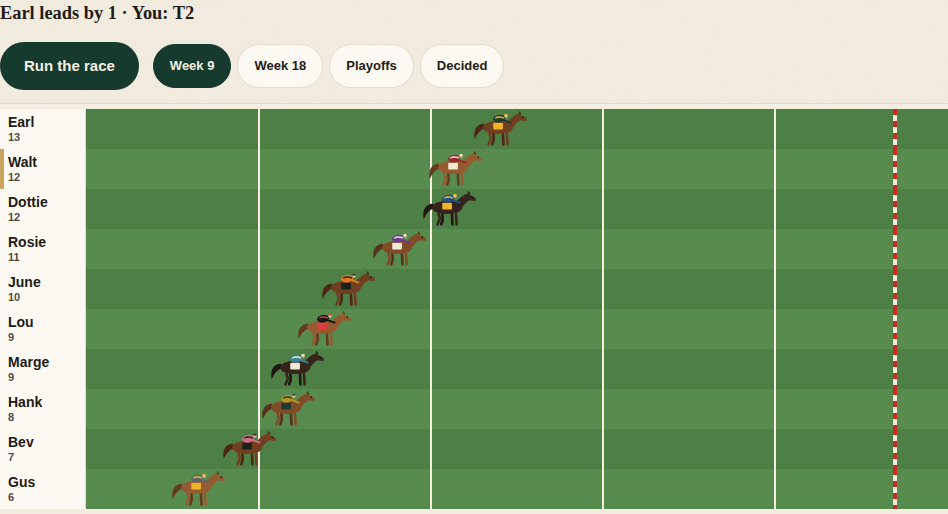 Earl leads by 1 · You: T2
Run the race
Week 9
Week 18
Playoffs
Decided
Earl
13
Walt
12
Dottie
12
Rosie
11
June
10
Lou
9
Marge
9
Hank
8
Bev
7
Gus
6